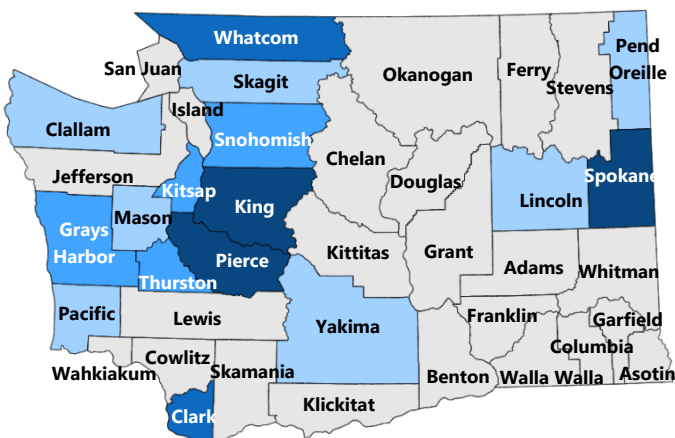 Whatcom
San Juan
Skagit
Okanogan
Ferry
Stevens
Pend
Oreille
Island
Clallam
Snohomish
Chelan
Jefferson
Kitsap
Douglas
Spokane
Lincoln
King
Mason
Grays
Harbor
Kittitas
Grant
Pierce
Adams
Whitman
Thurston
Pacific
Lewis
Yakima
Franklin
Garfield
Columbia
Wahkiakum
Cowlitz
Skamania
Benton
Walla Walla
Asotin
Klickitat
Clark